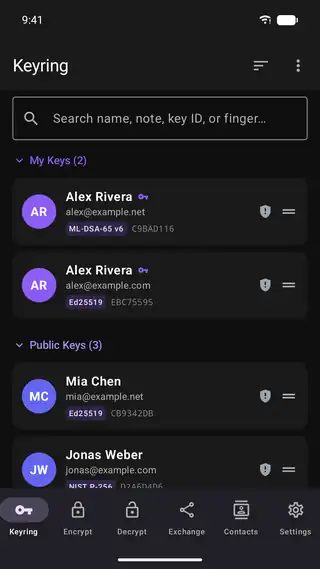 9:41
Keyring
Search name, note, key ID, or finger…
My Keys (2)
AR
Alex Rivera
alex@example.net
ML-DSA-65 v6 C9BAD116
AR
Alex Rivera
alex@example.com
Ed25519 EBC75595
Public Keys (3)
MC
Mia Chen
mia@example.net
Ed25519 CB9342DB
JW
Jonas Weber
jonas@example.com
NIST P-256 D2A6D4D6
Keyring Encrypt Decrypt Exchange Contacts Settings